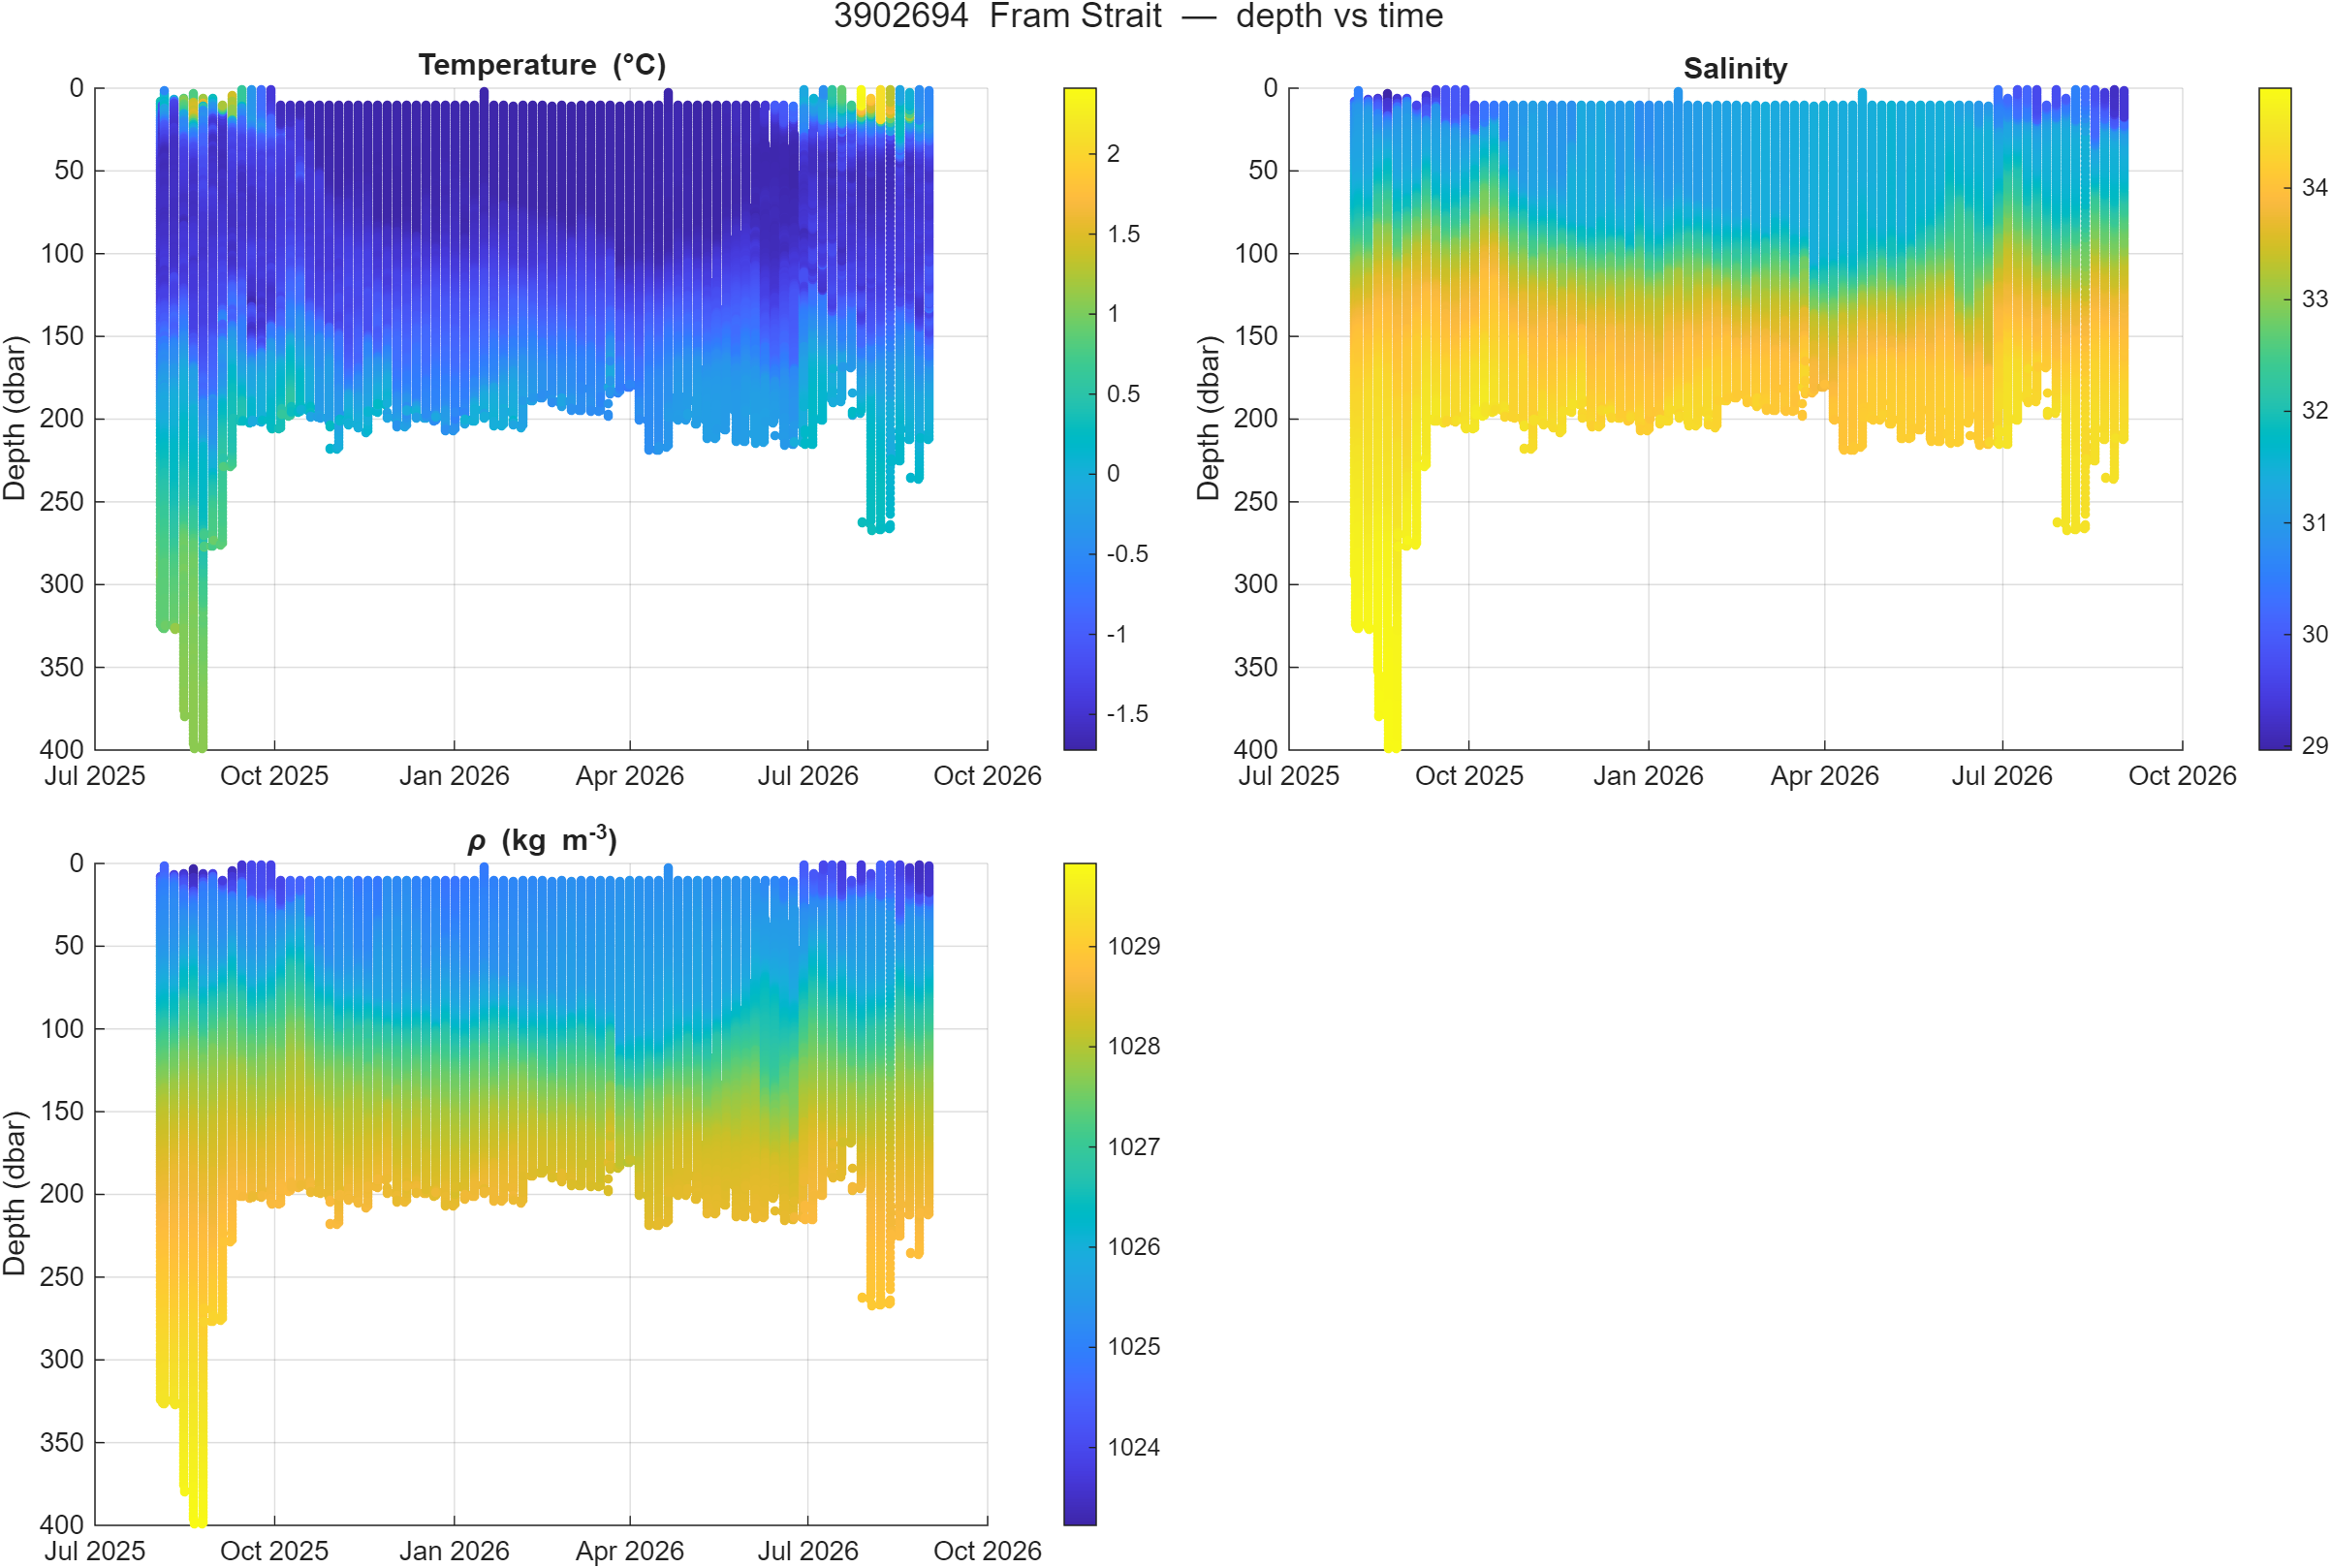 3902694 Fram Strait — depth vs time
Temperature (°C)
0
50
100
150
200
250
300
350
400
Depth (dbar)
Jul 2025
Oct 2025
Jan 2026
Apr 2026
Jul 2026
Oct 2026
2
1.5
1
0.5
0
-0.5
-1
-1.5
Salinity
0
50
100
150
200
250
300
350
400
Depth (dbar)
Jul 2025
Oct 2025
Jan 2026
Apr 2026
Jul 2026
Oct 2026
34
33
32
31
30
29
ρ (kg m⁻³)
0
50
100
150
200
250
300
350
400
Depth (dbar)
Jul 2025
Oct 2025
Jan 2026
Apr 2026
Jul 2026
Oct 2026
1029
1028
1027
1026
1025
1024